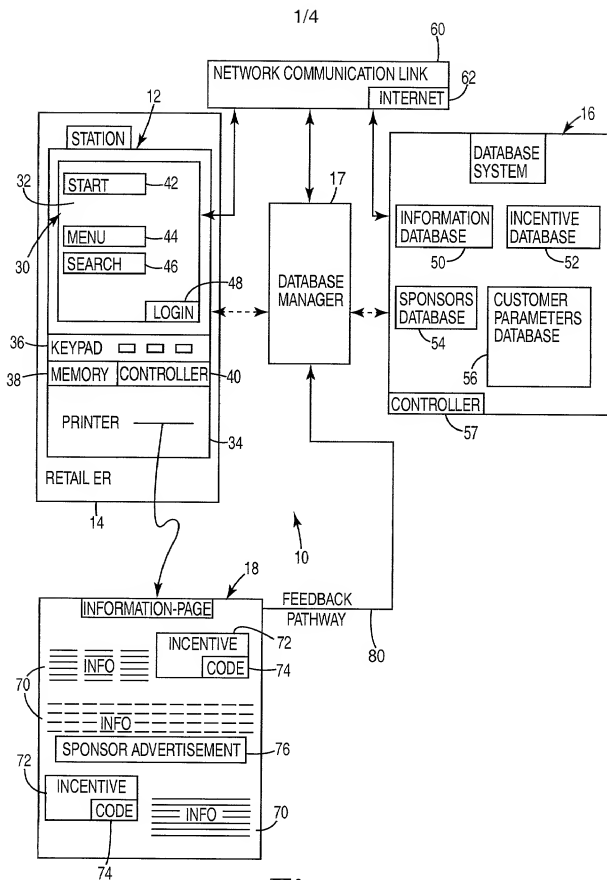 1/4
60
NETWORK COMMUNICATION LINK
62
INTERNET
12
STATION
16
DATABASE
SYSTEM
17
32
START
42
INFORMATION
DATABASE
INCENTIVE
DATABASE
30
MENU
44
50
52
SEARCH
46
DATABASE
MANAGER
48
LOGIN
SPONSORS
DATABASE
CUSTOMER
PARAMETERS
DATABASE
54
56
36
KEYPAD
38
MEMORY
CONTROLLER
40
CONTROLLER
57
PRINTER
34
RETAILER
14
10
18
INFORMATION-PAGE
FEEDBACK
PATHWAY
80
72
INCENTIVE
CODE
74
70
INFO
INFO
SPONSOR ADVERTISEMENT
76
72
INCENTIVE
CODE
INFO
70
74